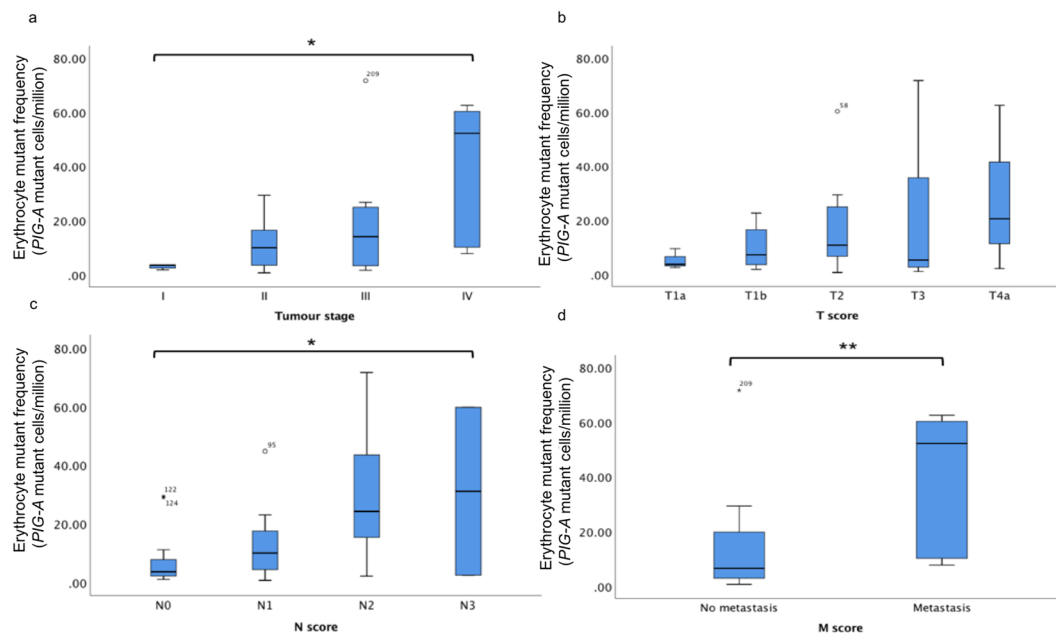 a
*
Erythrocyte mutant frequency
(PIG-A mutant cells/million)
80.00
60.00
40.00
20.00
.00
209
I II III IV
Tumour stage
b
Erythrocyte mutant frequency
(PIG-A mutant cells/million)
80.00
60.00
40.00
20.00
.00
58
T1a T1b T2 T3 T4a
T score
c
*
Erythrocyte mutant frequency
(PIG-A mutant cells/million)
80.00
60.00
40.00
20.00
.00
122
124
95
N0 N1 N2 N3
N score
d
**
Erythrocyte mutant frequency
(PIG-A mutant cells/million)
80.00
60.00
40.00
20.00
.00
209
No metastasis Metastasis
M score